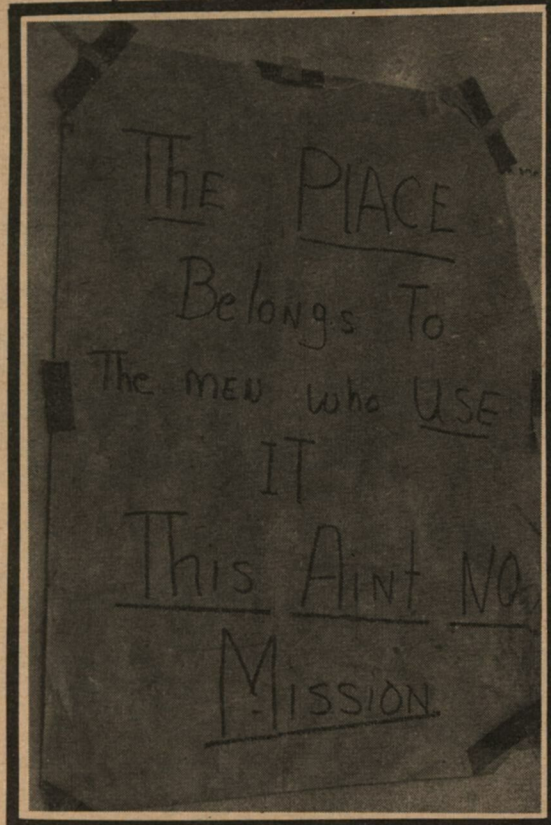 ThE PlACE
BeloNgs To
The mEN who USE
IT
This AiNt NO
MissioN.